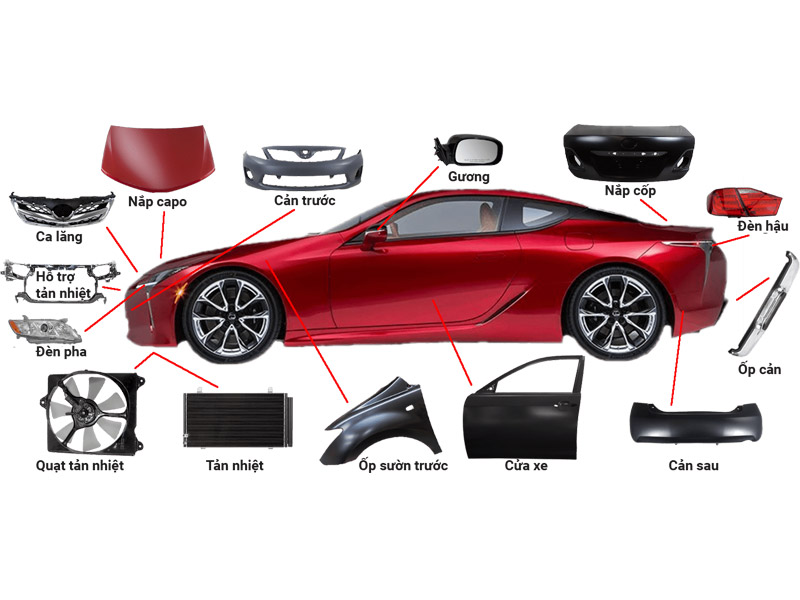 Gương
Nắp cốp
Nắp capo
Cản trước
Đèn hậu
Ca lăng
Hỗ trợ
tản nhiệt
Đèn pha
Ốp cản
Quạt tản nhiệt
Tản nhiệt
Ốp sườn trước
Cửa xe
Cản sau